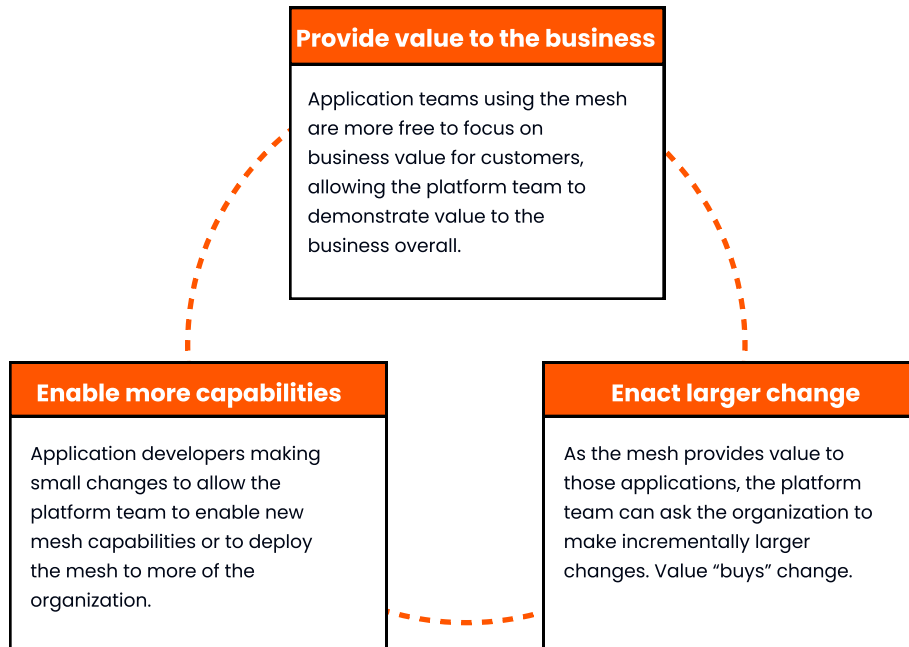 Provide value to the business
Application teams using the mesh
are more free to focus on
business value for customers,
allowing the platform team to
demonstrate value to the
business overall.
Enable more capabilities
Application developers making
small changes to allow the
platform team to enable new
mesh capabilities or to deploy
the mesh to more of the
organization.
Enact larger change
As the mesh provides value to
those applications, the platform
team can ask the organization to
make incrementally larger
changes. Value “buys” change.